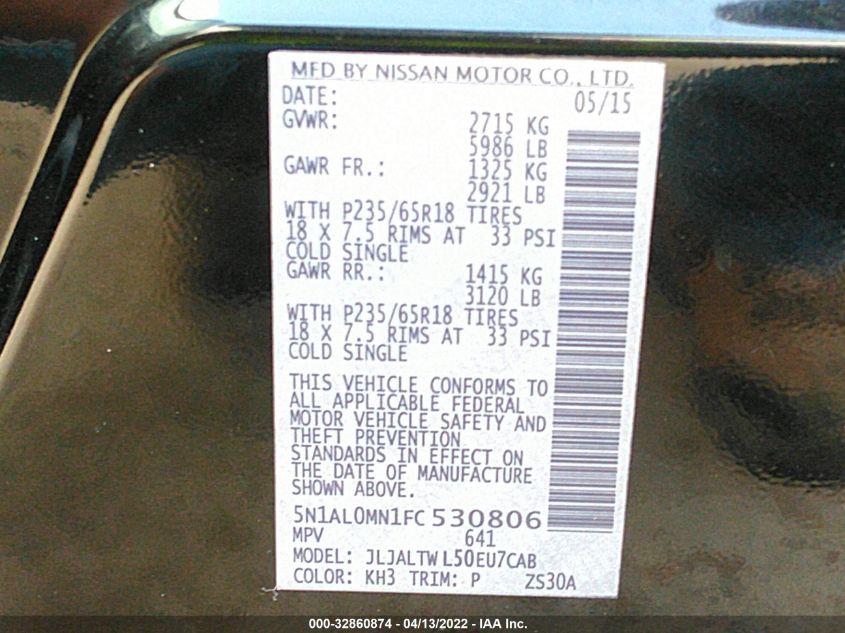 MFD BY NISSAN MOTOR CO., LTD.
DATE: 05/15
GVWR: 2715 KG
5986 LB
GAWR FR.: 1325 KG
2921 LB
WITH P235/65R18 TIRES
18 X 7.5 RIMS AT 33 PSI
COLD SINGLE
GAWR RR.: 1415 KG
3120 LB
WITH P235/65R18 TIRES
18 X 7.5 RIMS AT 33 PSI
COLD SINGLE
THIS VEHICLE CONFORMS TO
ALL APPLICABLE FEDERAL
MOTOR VEHICLE SAFETY AND
THEFT PREVENTION
STANDARDS IN EFFECT ON
THE DATE OF MANUFACTURE
SHOWN ABOVE.
5N1AL0MN1FC 530806
MPV 641
MODEL: JLJALTW L50EU7CAB
COLOR: KH3 TRIM: P ZS30A
000-32860874 - 04/13/2022 - IAA Inc.